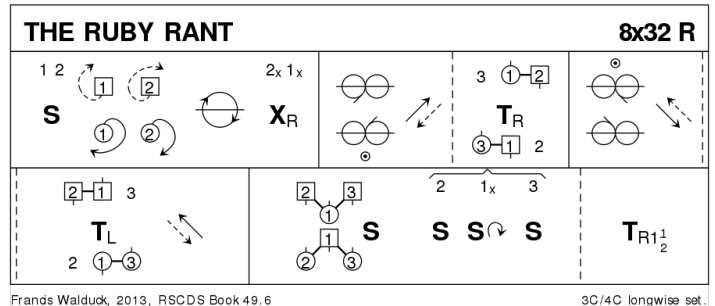 THE RUBY RANT 8x32 R
1 2 2x 1x
1 2
S XR
1 2
3 1 2
TR
3 1 2
2 1 3
TL
2 1 3
2 3
1
S
1
2 3
2 1x 3
S S S
TR1 1/2
Francis Walduck, 2013, RSCDS Book 49.6 3C/4C longwise set.